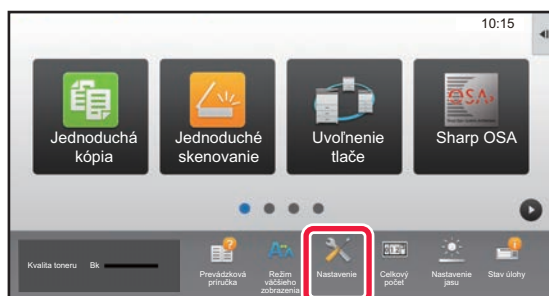 10:15
Jednoduchá
kópia
Jednoduché
skenovanie
Uvoľnenie
tlače
Sharp OSA
Kvalita toneru Bk
Prevádzková
príručka
Režim
väčšieho
zobrazenia
Nastavenie
Celkový
počet
Nastavenie
jasu
Stav úlohy